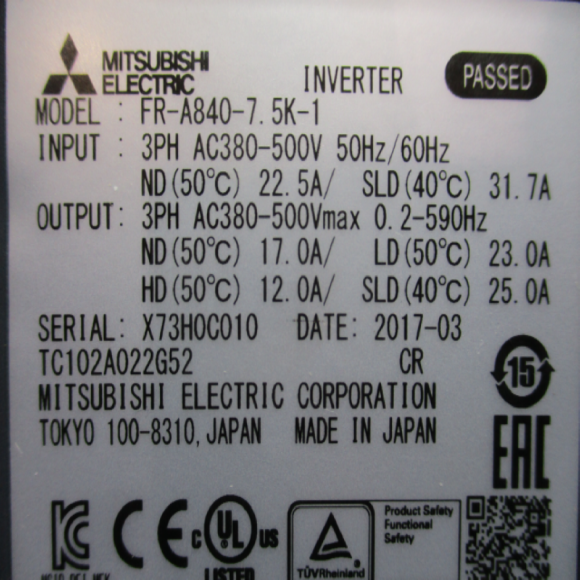 MITSUBISHI
ELECTRIC INVERTER PASSED
MODEL : FR-A840-7.5K-1
INPUT : 3PH AC380-500V 50Hz/60Hz
ND(50℃) 22.5A/ SLD(40℃) 31.7A
OUTPUT: 3PH AC380-500Vmax 0.2-590Hz
ND(50℃) 17.0A/ LD(50℃) 23.0A
HD(50℃) 12.0A/ SLD(40℃) 25.0A
SERIAL: X73H0C010 DATE: 2017-03
TC102A022G52 CR
15
MITSUBISHI ELECTRIC CORPORATION
TOKYO 100-8310, JAPAN MADE IN JAPAN
EAC
Product Safety
Functional
Safety
CE c UL US
TÜVRheinland
LISTED